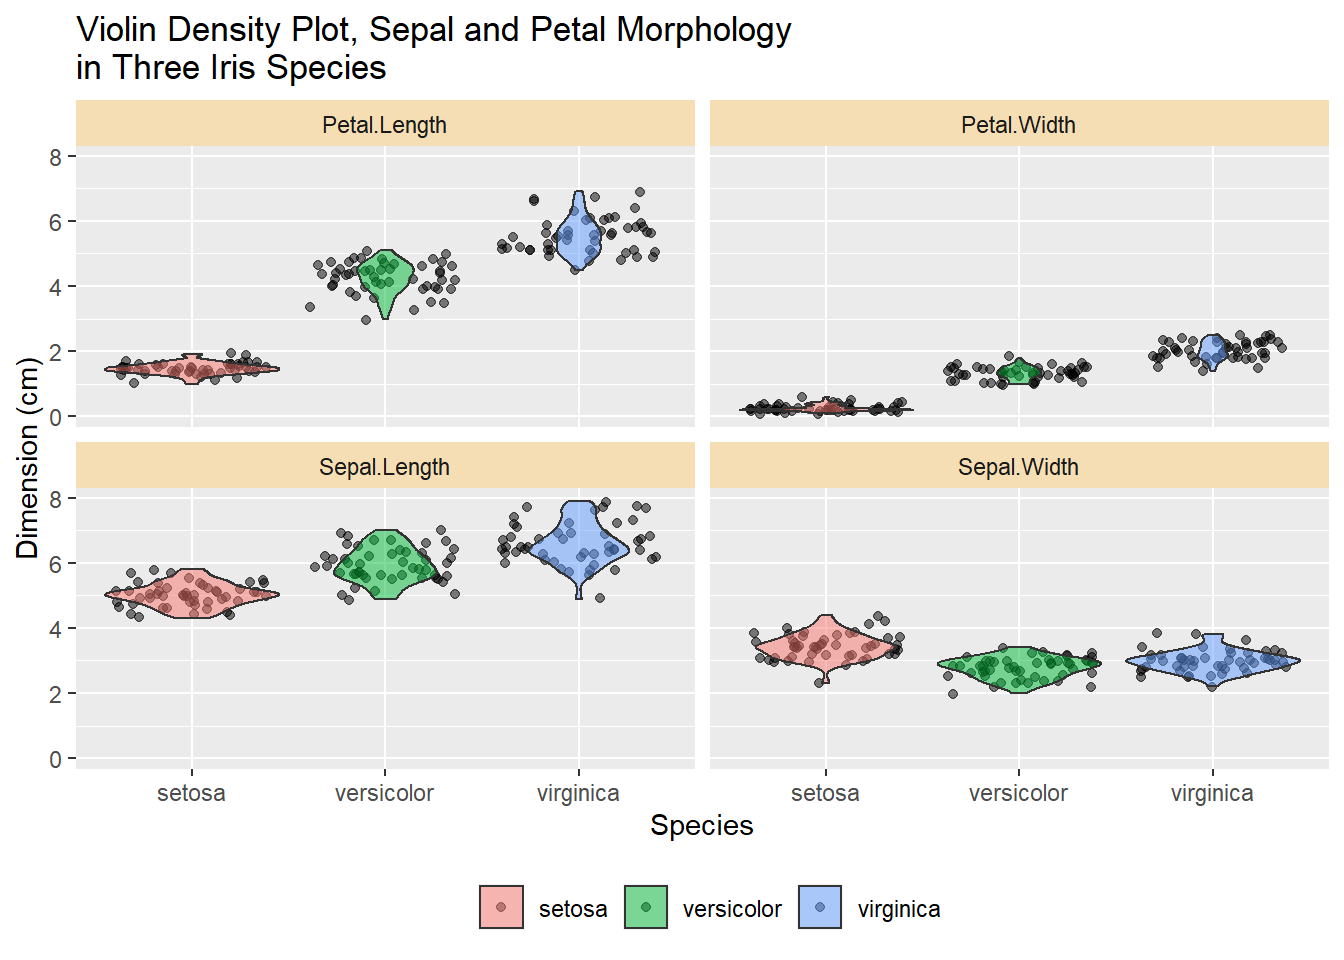 Violin Density Plot, Sepal and Petal Morphology
in Three Iris Species
Petal.Length
Petal.Width
8
6
4
2
0
Sepal.Length
Sepal.Width
8
6
4
2
0
Dimension (cm)
setosa
versicolor
virginica
setosa
versicolor
virginica
Species
setosa
versicolor
virginica